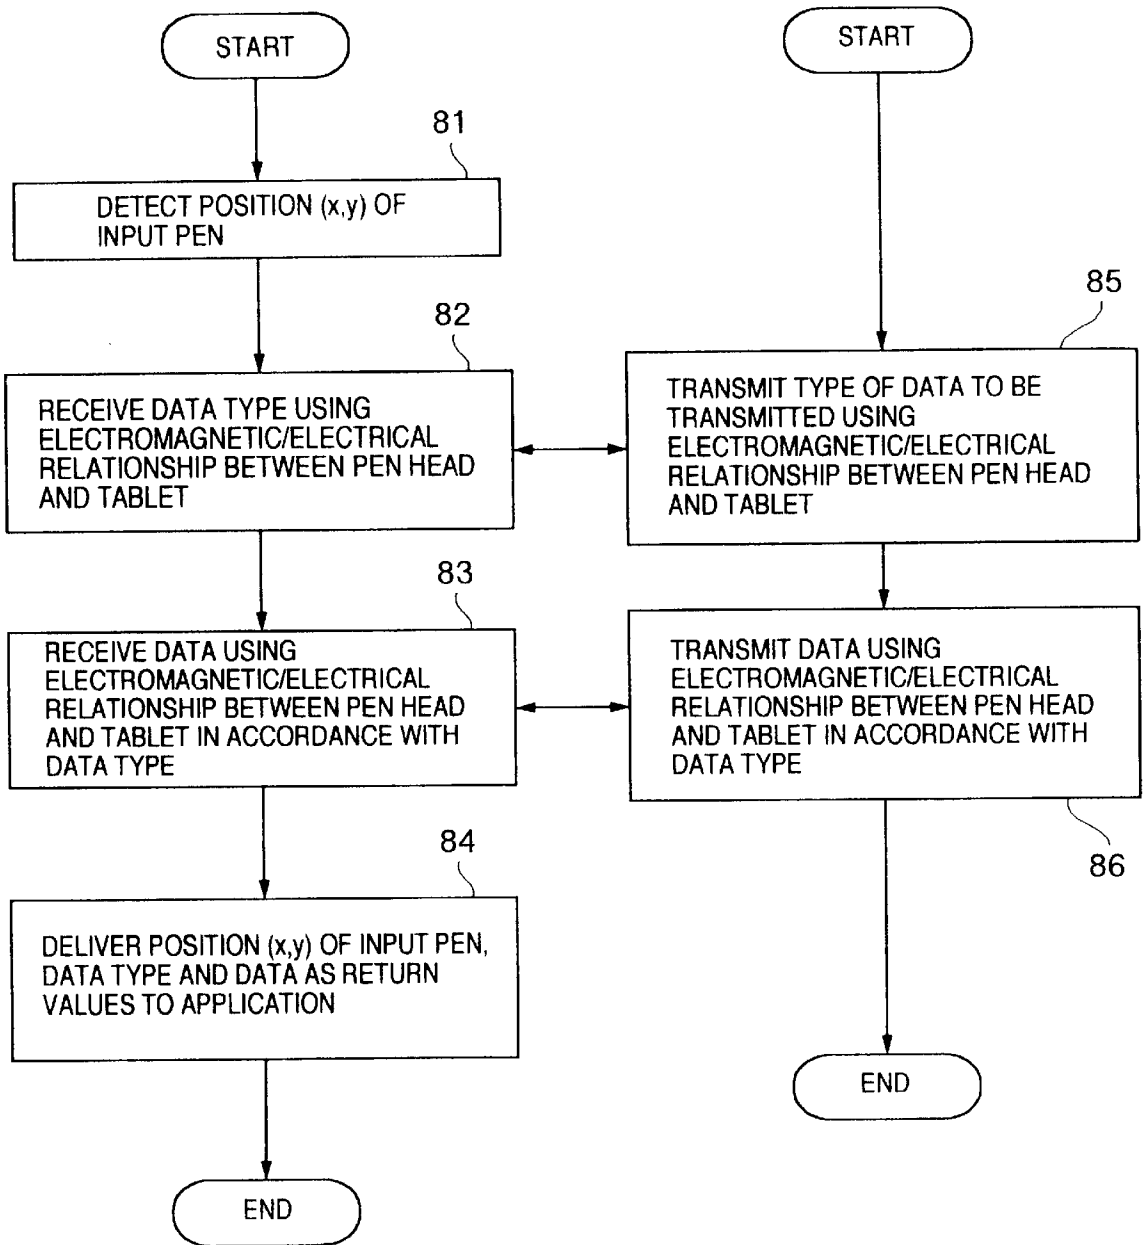 START
81
DETECT POSITION (x,y) OF
INPUT PEN
82
RECEIVE DATA TYPE USING
ELECTROMAGNETIC/ELECTRICAL
RELATIONSHIP BETWEEN PEN HEAD
AND TABLET
83
RECEIVE DATA USING
ELECTROMAGNETIC/ELECTRICAL
RELATIONSHIP BETWEEN PEN HEAD
AND TABLET IN ACCORDANCE WITH
DATA TYPE
84
DELIVER POSITION (x,y) OF INPUT PEN,
DATA TYPE AND DATA AS RETURN
VALUES TO APPLICATION
END
START
85
TRANSMIT TYPE OF DATA TO BE
TRANSMITTED USING
ELECTROMAGNETIC/ELECTRICAL
RELATIONSHIP BETWEEN PEN HEAD
AND TABLET
TRANSMIT DATA USING
ELECTROMAGNETIC/ELECTRICAL
RELATIONSHIP BETWEEN PEN HEAD
AND TABLET IN ACCORDANCE WITH
DATA TYPE
86
END